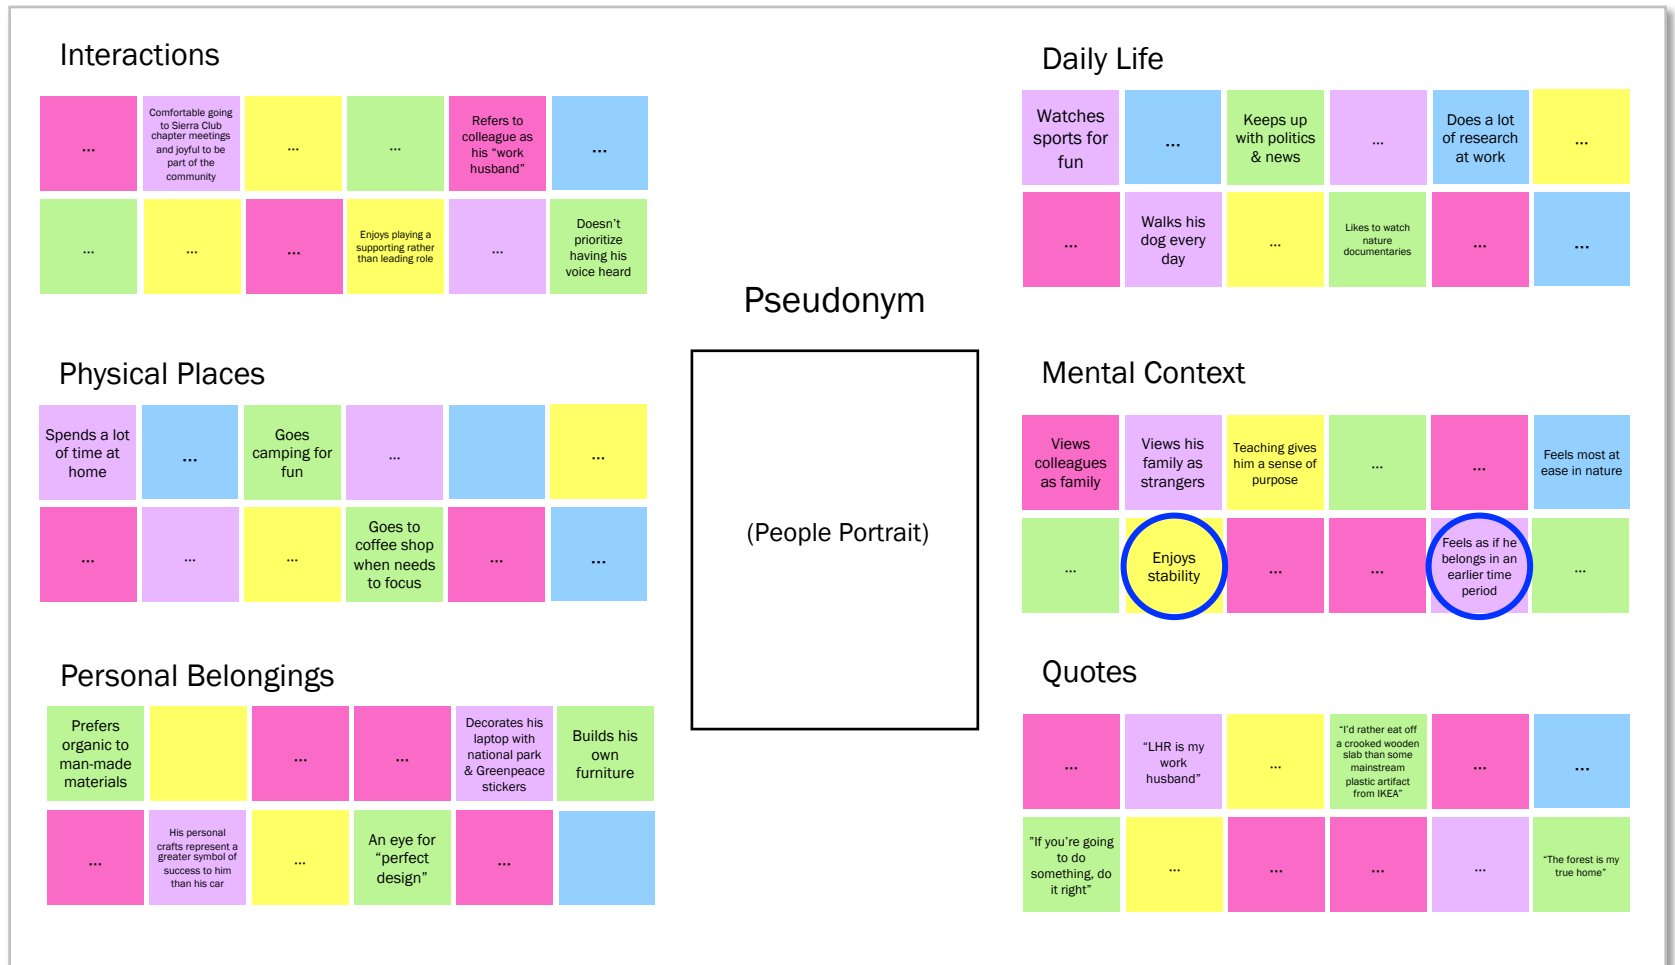 Interactions
...
Comfortable going
to Sierra Club
chapter meetings
and joyful to be
part of the
community
...
...
Refers to
colleague as
his “work
husband”
...
...
...
...
Enjoys playing a
supporting rather
than leading role
...
Doesn’t
prioritize
having his
voice heard
Physical Places
Spends a lot
of time at
home
...
Goes
camping for
fun
...
...
...
...
...
Goes to
coffee shop
when needs
to focus
...
...
Personal Belongings
Prefers
organic to
man-made
materials
...
...
Decorates his
laptop with
national park
& Greenpeace
stickers
Builds his
own
furniture
...
His personal
crafts represent a
greater symbol of
success to him
than his car
...
An eye for
“perfect
design”
...
Pseudonym
(People Portrait)
Daily Life
Watches
sports for
fun
...
Keeps up
with politics
& news
...
Does a lot
of research
at work
...
...
Walks his
dog every
day
...
Likes to watch
nature
documentaries
...
...
Mental Context
Views
colleagues
as family
Views his
family as
strangers
Teaching gives
him a sense of
purpose
...
...
Feels most at
ease in nature
...
Enjoys
stability
...
...
Feels as if he
belongs in an
earlier time
period
...
Quotes
...
“LHR is my
work
husband”
...
“I’d rather eat off
a crooked wooden
slab than some
mainstream
plastic artifact
from IKEA”
...
...
”If you’re going
to do
something, do
it right”
...
...
...
...
“The forest is my
true home”